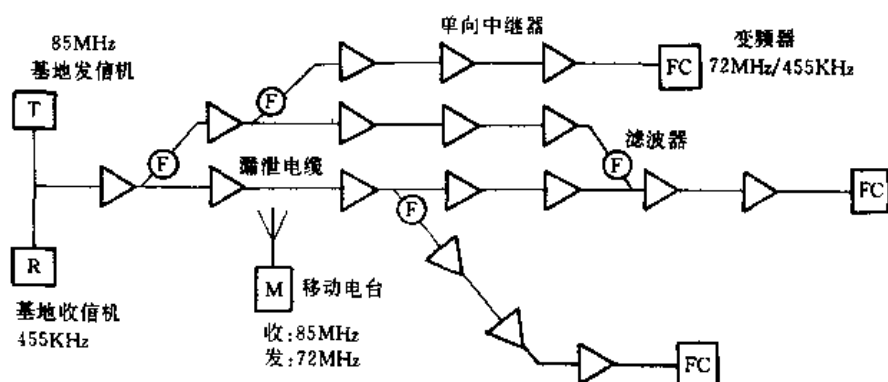 85MHz
基地发信机
T
单向中继器
FC
变频器
72MHz/455KHz
F
F
漏泄电缆
F
滤波器
F
FC
R
基地收信机
455KHz
M
移动电台
收:85MHz
发:72MHz
FC